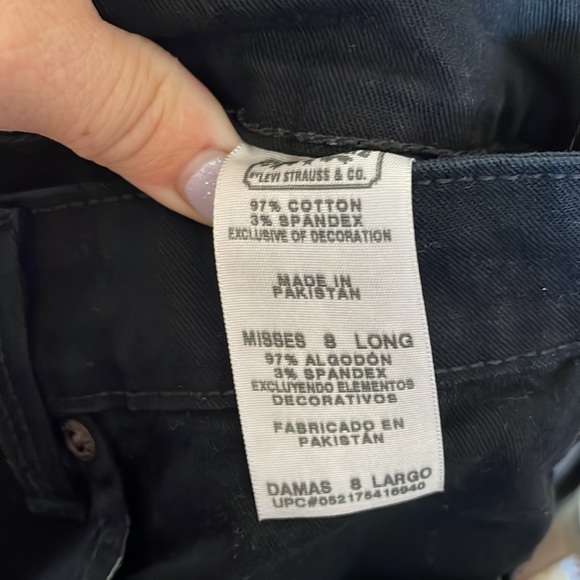 BY LEVI STRAUSS & CO.
97% COTTON
3% SPANDEX
EXCLUSIVE OF DECORATION
MADE IN
PAKISTAN
MISSES 8 LONG
97% ALGODÓN
3% SPANDEX
EXCLUYENDO ELEMENTOS
DECORATIVOS
FABRICADO EN
PAKISTÁN
DAMAS 8 LARGO
UPC#052175416940